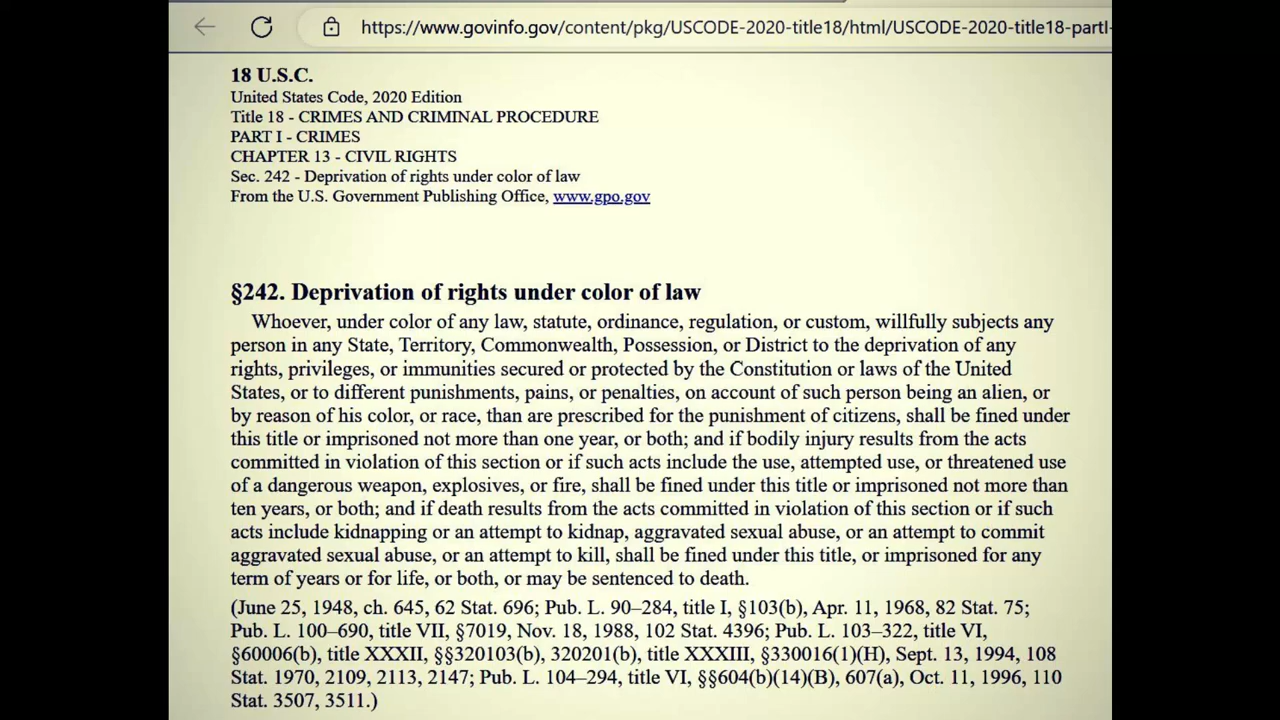 https://www.govinfo.gov/content/pkg/USCODE-2020-title18/html/USCODE-2020-title18-partI-
18 U.S.C.
United States Code, 2020 Edition
Title 18 - CRIMES AND CRIMINAL PROCEDURE
PART I - CRIMES
CHAPTER 13 - CIVIL RIGHTS
Sec. 242 - Deprivation of rights under color of law
From the U.S. Government Publishing Office, www.gpo.gov
§242. Deprivation of rights under color of law
Whoever, under color of any law, statute, ordinance, regulation, or custom, willfully subjects any
person in any State, Territory, Commonwealth, Possession, or District to the deprivation of any
rights, privileges, or immunities secured or protected by the Constitution or laws of the United
States, or to different punishments, pains, or penalties, on account of such person being an alien, or
by reason of his color, or race, than are prescribed for the punishment of citizens, shall be fined under
this title or imprisoned not more than one year, or both; and if bodily injury results from the acts
committed in violation of this section or if such acts include the use, attempted use, or threatened use
of a dangerous weapon, explosives, or fire, shall be fined under this title or imprisoned not more than
ten years, or both; and if death results from the acts committed in violation of this section or if such
acts include kidnapping or an attempt to kidnap, aggravated sexual abuse, or an attempt to commit
aggravated sexual abuse, or an attempt to kill, shall be fined under this title, or imprisoned for any
term of years or for life, or both, or may be sentenced to death.
(June 25, 1948, ch. 645, 62 Stat. 696; Pub. L. 90–284, title I, §103(b), Apr. 11, 1968, 82 Stat. 75;
Pub. L. 100–690, title VII, §7019, Nov. 18, 1988, 102 Stat. 4396; Pub. L. 103–322, title VI,
§60006(b), title XXXII, §§320103(b), 320201(b), title XXXIII, §330016(1)(H), Sept. 13, 1994, 108
Stat. 1970, 2109, 2113, 2147; Pub. L. 104–294, title VI, §§604(b)(14)(B), 607(a), Oct. 11, 1996, 110
Stat. 3507, 3511.)